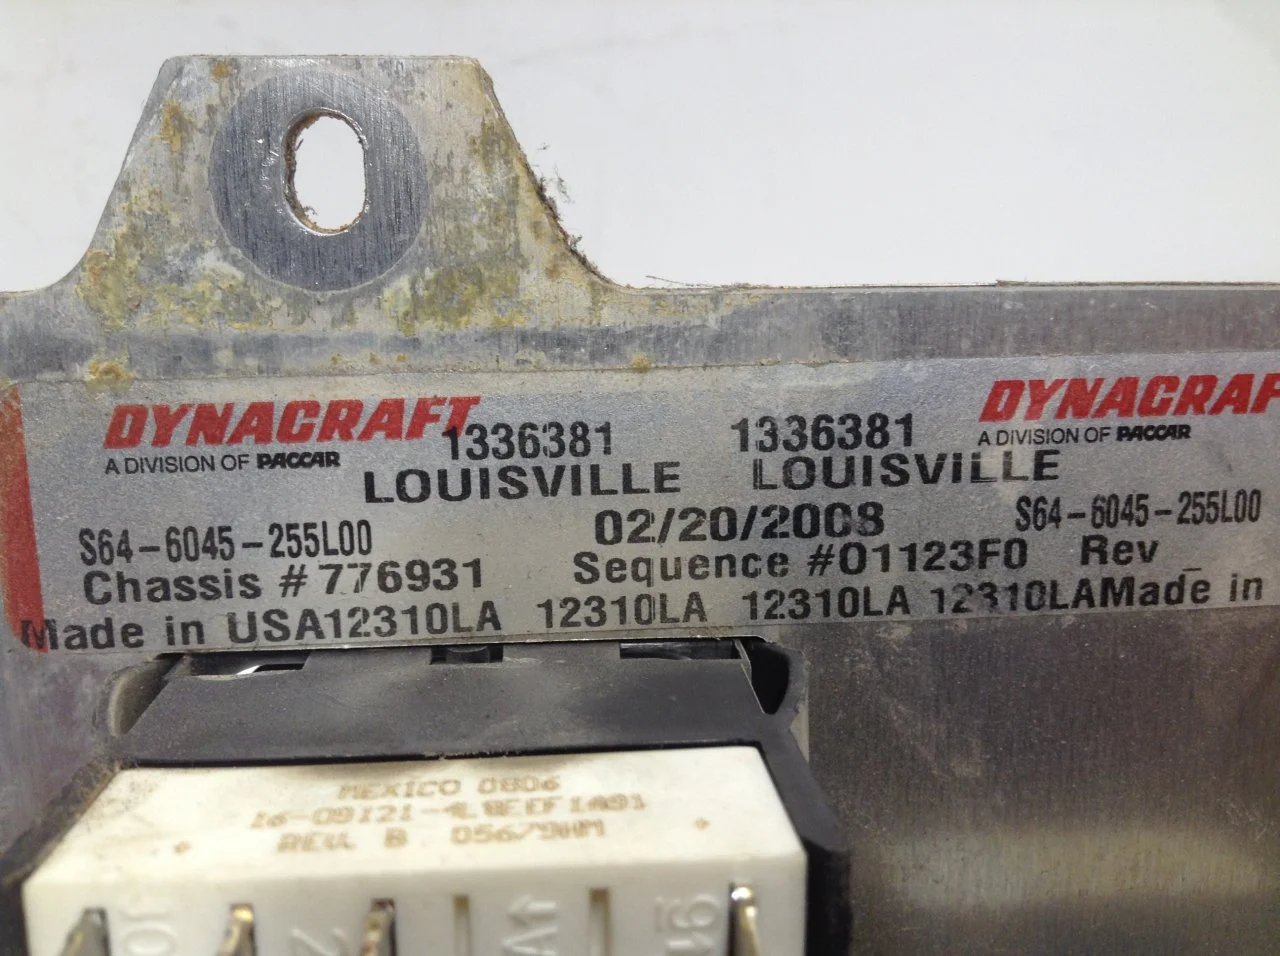 DYNACRAFT 1336381 1336381 DYNACRAF
A DIVISION OF PACCAR A DIVISION OF PACCAR
LOUISVILLE LOUISVILLE
S64-6045-255L00 02/20/2008 S64-6045-255L00
Chassis #776931 Sequence #01123F0 Rev _
Made in USA12310LA 12310LA 12310LA 12310LAMade in
MEXICO 0806
REV. B